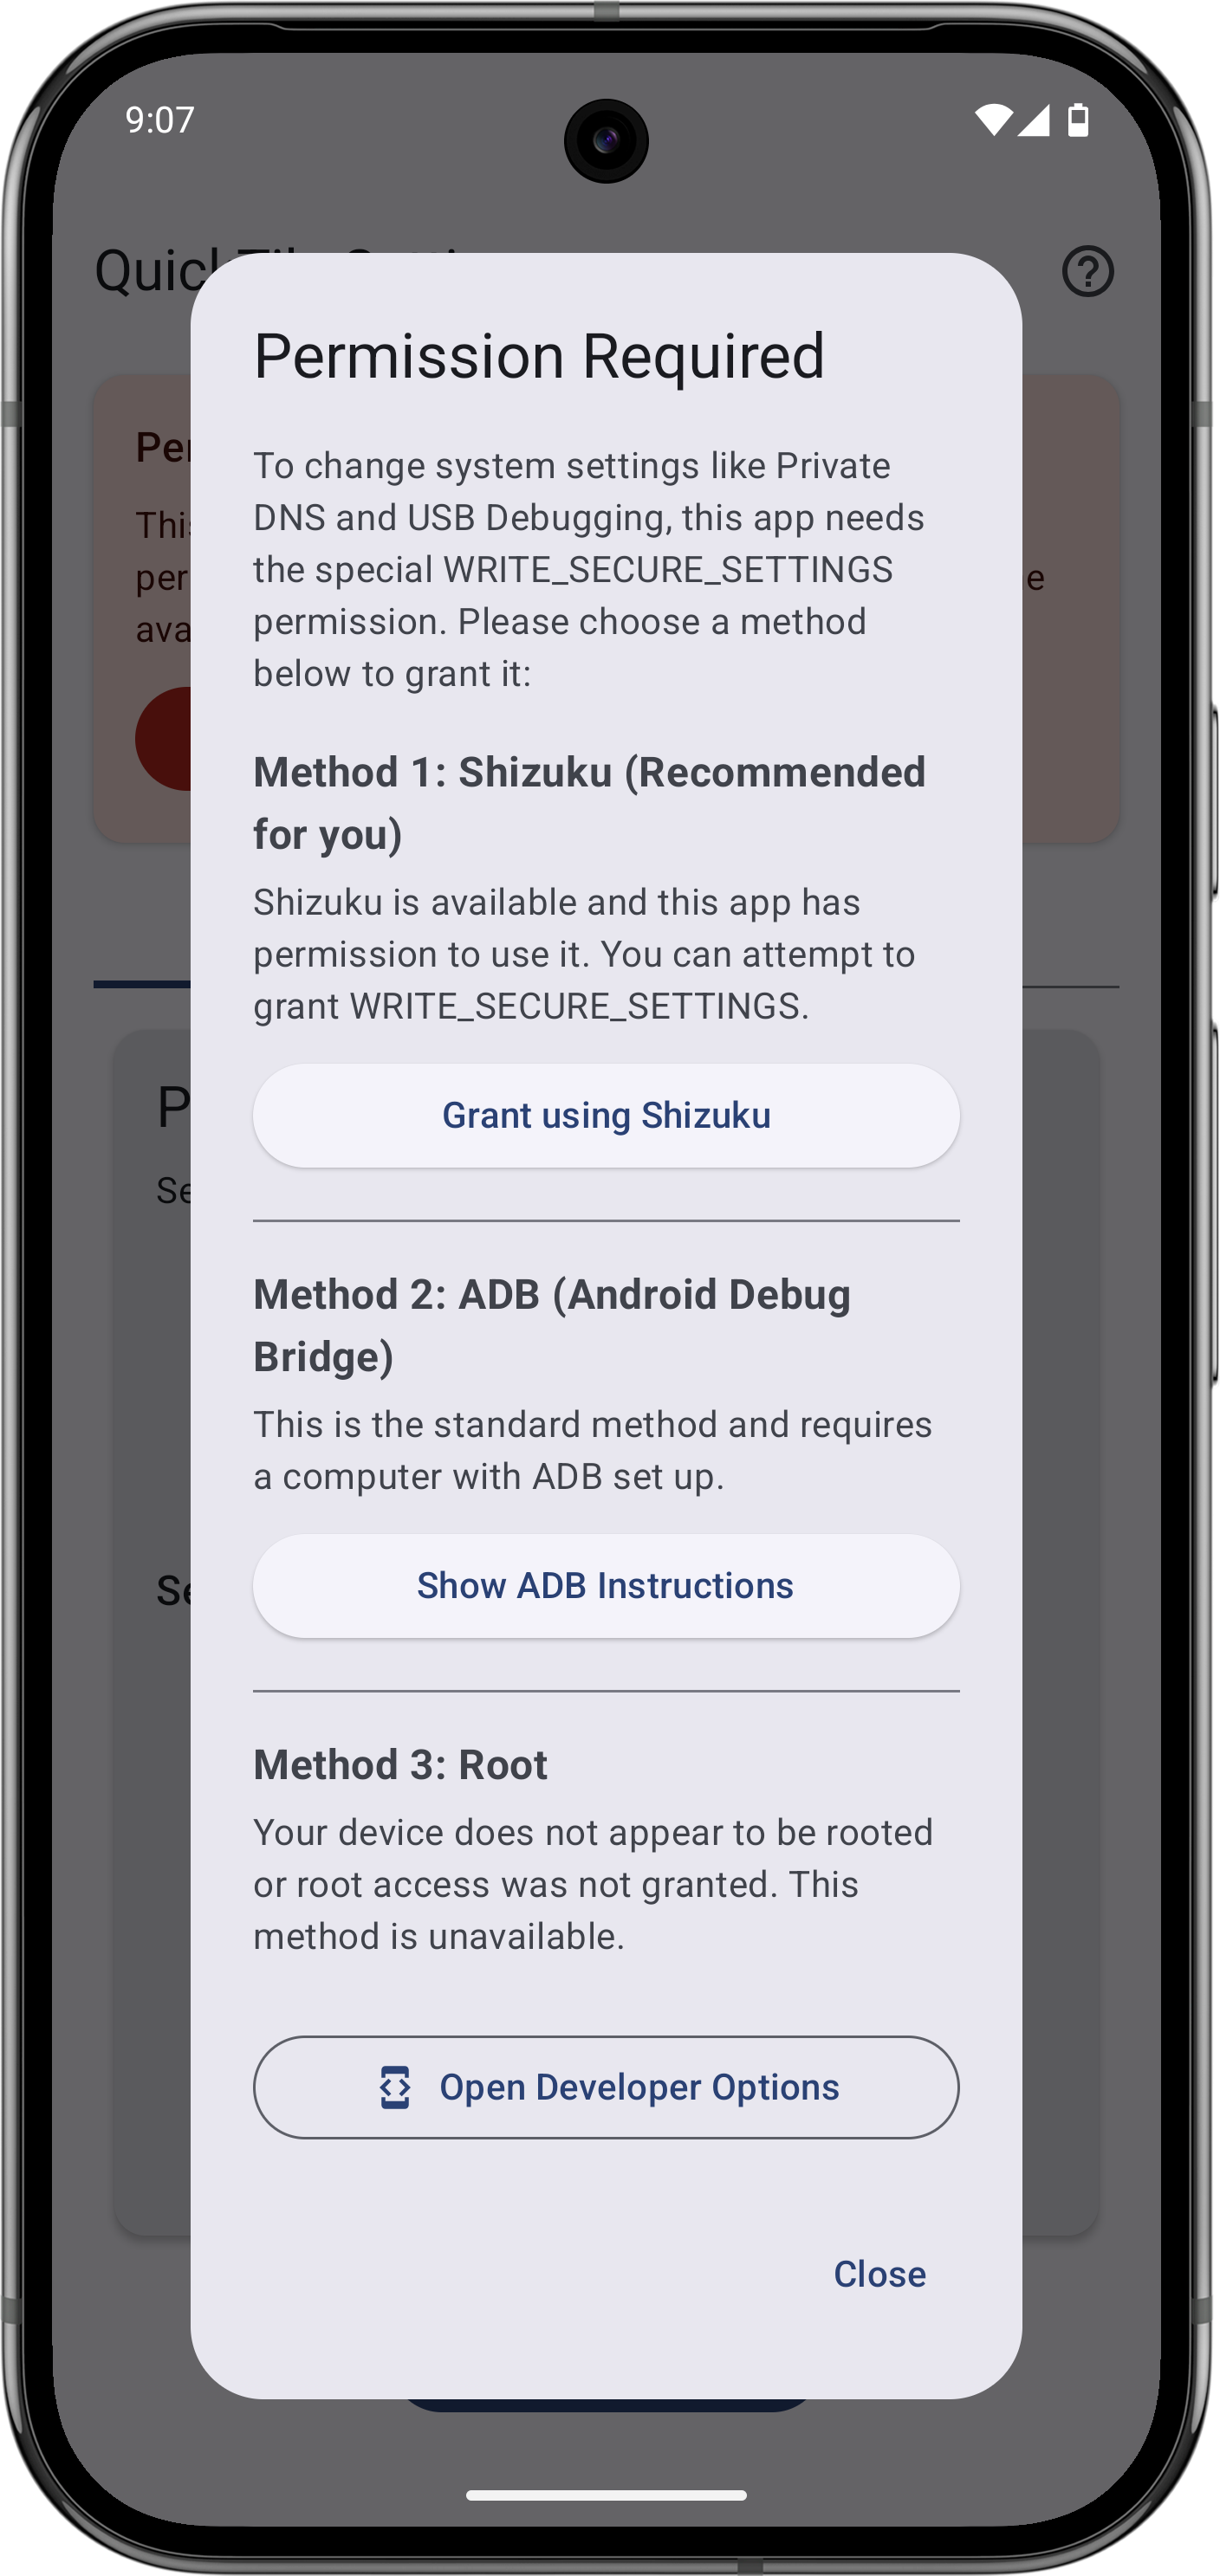 9:07
Permission Required
To change system settings like Private
DNS and USB Debugging, this app needs
the special WRITE_SECURE_SETTINGS
permission. Please choose a method
below to grant it:
Method 1: Shizuku (Recommended
for you)
Shizuku is available and this app has
permission to use it. You can attempt to
grant WRITE_SECURE_SETTINGS.
Grant using Shizuku
Method 2: ADB (Android Debug
Bridge)
This is the standard method and requires
a computer with ADB set up.
Show ADB Instructions
Method 3: Root
Your device does not appear to be rooted
or root access was not granted. This
method is unavailable.
Open Developer Options
Close